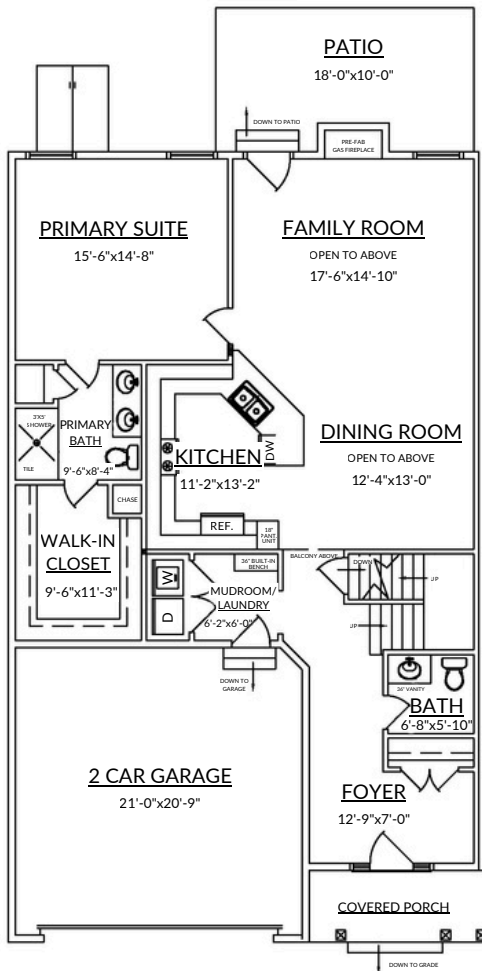 PATIO
18'-0"x10'-0"
DOWN TO PATIO
PRE-FAB
GAS FIREPLACE
PRIMARY SUITE
15'-6"x14'-8"
FAMILY ROOM
OPEN TO ABOVE
17'-6"x14'-10"
3'X5'
SHOWER
TILE
PRIMARY
BATH
9'-6"x8'-4"
KITCHEN
11'-2"x13'-2"
DW
DINING ROOM
OPEN TO ABOVE
12'-4"x13'-0"
CHASE
REF.
18"
PANT.
UNIT
WALK-IN
CLOSET
9'-6"x11'-3"
W
D
36" BUILT-IN
BENCH
MUDROOM/
LAUNDRY
6'-2"x6'-0"
BALCONY ABOVE
DOWN
UP
UP
DOWN TO
GARAGE
36" VANITY
BATH
6'-8"x5'-10"
2 CAR GARAGE
21'-0"x20'-9"
FOYER
12'-9"x7'-0"
COVERED PORCH
DOWN TO GRADE